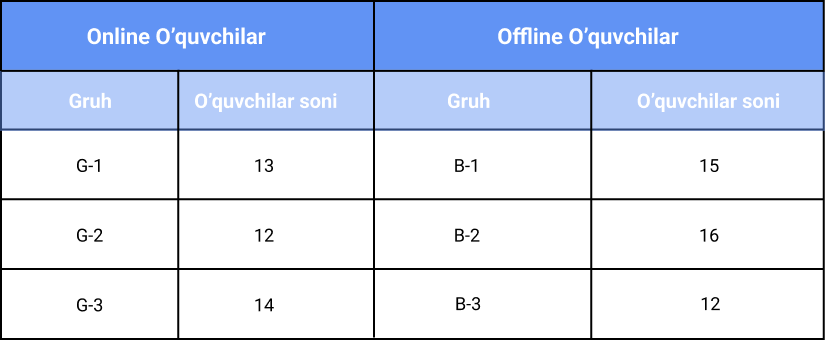 Online O’quvchilar Offline O’quvchilar
Gruh O’quvchilar soni Gruh O’quvchilar soni
G-1 13 B-1 15
G-2 12 B-2 16
G-3 14 B-3 12